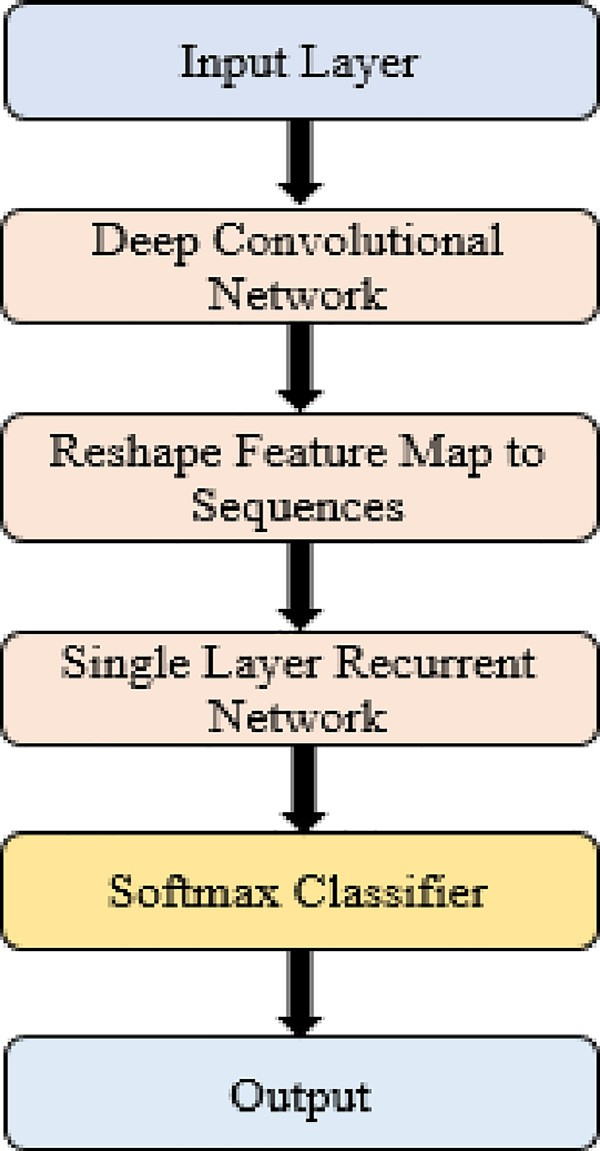 Input Layer
Deep Convolutional
Network
Reshape Feature Map to
Sequences
Single Layer Recurrent
Network
Softmax Classifier
Output